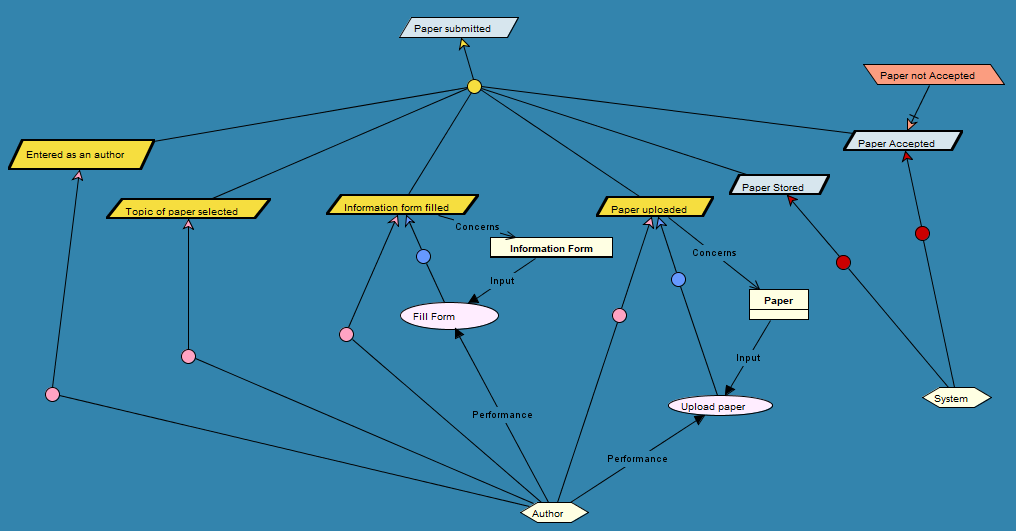 Paper submitted
Paper not Accepted
Paper Accepted
Entered as an author
Paper Stored
Topic of paper selected
Information form filled
Paper uploaded
Concerns
Information Form
Concerns
Input
Paper
Fill Form
Input
System
Upload paper
Performance
Performance
Author